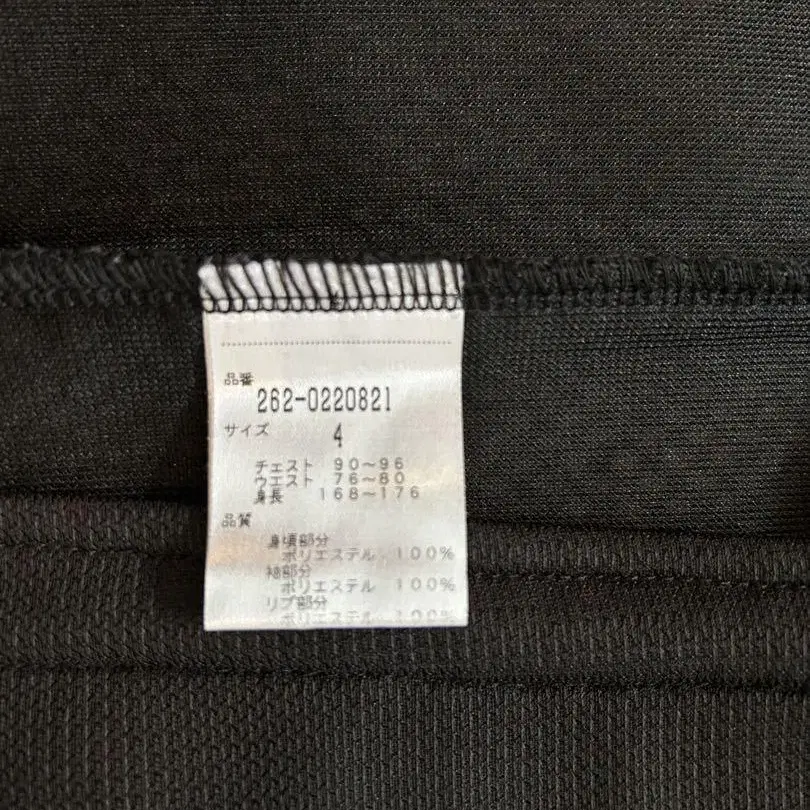 品番
262-0220821
サイズ
4
チェスト 90～96
ウエスト 76～80
身長 168～176
品質
身頃部分
ポリエステル 100%
袖部分
ポリエステル 100%
リブ部分
ポリエステル 100%